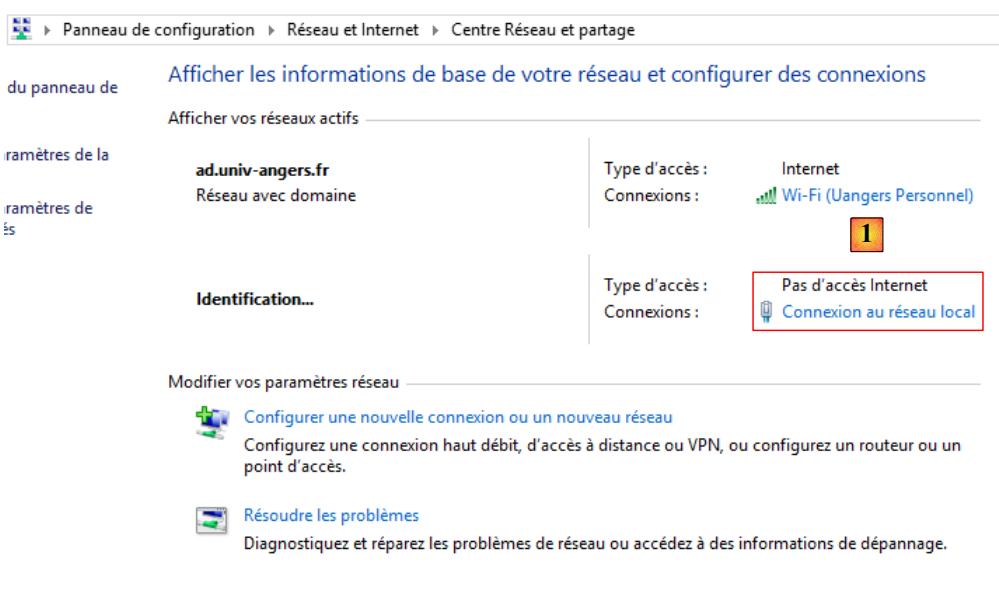 Panneau de configuration ▸ Réseau et Internet ▸ Centre Réseau et partage
Afficher les informations de base de votre réseau et configurer des connexions
du panneau de
Afficher vos réseaux actifs
ramètres de la
ad.univ-angers.fr
Réseau avec domaine
Type d'accès : Internet
Connexions : Wi-Fi (Uangers Personnel)
ramètres de
és
1
Identification...
Type d'accès : Pas d'accès Internet
Connexions : Connexion au réseau local
Modifier vos paramètres réseau
Configurer une nouvelle connexion ou un nouveau réseau
Configurez une connexion haut débit, d'accès à distance ou VPN, ou configurez un routeur ou un
point d'accès.
Résoudre les problèmes
Diagnostiquez et réparez les problèmes de réseau ou accédez à des informations de dépannage.